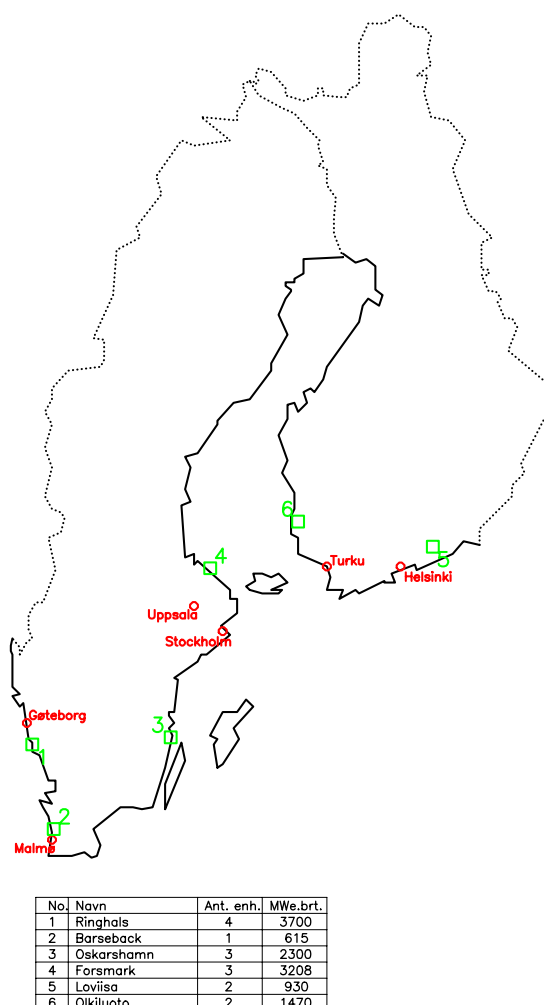 6
Turku
5
Helsinki
4
Uppsala
Stockholm
Gøteborg
3
1
2
Malmø
No. Navn Ant. enh. MWe.brt.
1 Ringhals 4 3700
2 Barseback 1 615
3 Oskarshamn 3 2300
4 Forsmark 3 3208
5 Loviisa 2 930
6 Olkiluoto 2 1470